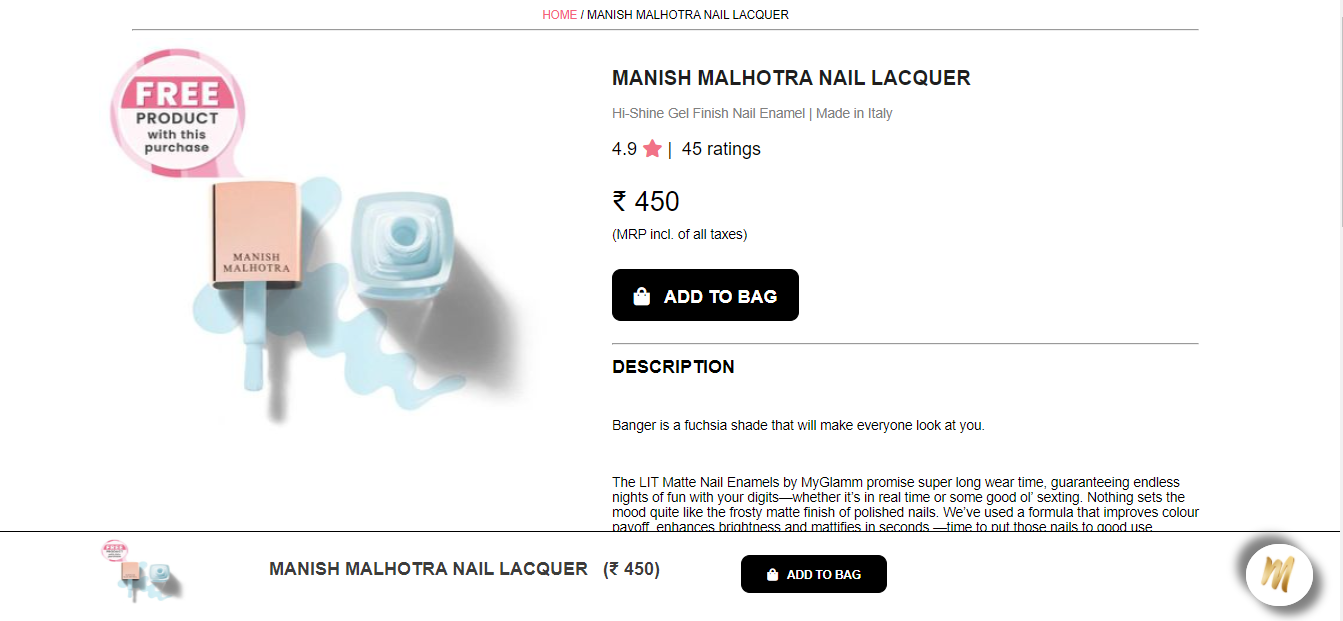 HOME / MANISH MALHOTRA NAIL LACQUER
FREE
PRODUCT
with this
purchase
MANISH
MALHOTRA
MANISH MALHOTRA NAIL LACQUER
Hi-Shine Gel Finish Nail Enamel | Made in Italy
4.9 | 45 ratings
₹ 450
(MRP incl. of all taxes)
ADD TO BAG
DESCRIPTION
Banger is a fuchsia shade that will make everyone look at you.
The LIT Matte Nail Enamels by MyGlamm promise super long wear time, guaranteeing endless
nights of fun with your digits—whether it's in real time or some good ol' sexting. Nothing sets the
mood quite like the frosty matte finish of polished nails. We've used a formula that improves colour
payoff, enhances brightness and mattifies in seconds —time to put those nails to good use
FREE
MANISH MALHOTRA NAIL LACQUER (₹ 450)
ADD TO BAG
M